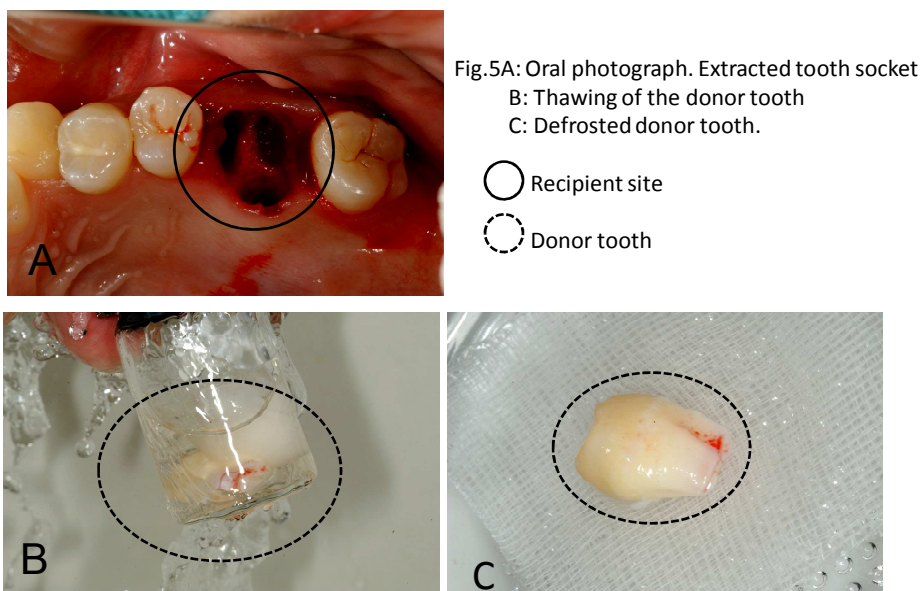 Fig.5A: Oral photograph. Extracted tooth socket
B: Thawing of the donor tooth
C: Defrosted donor tooth.
Recipient site
Donor tooth
A
B
C